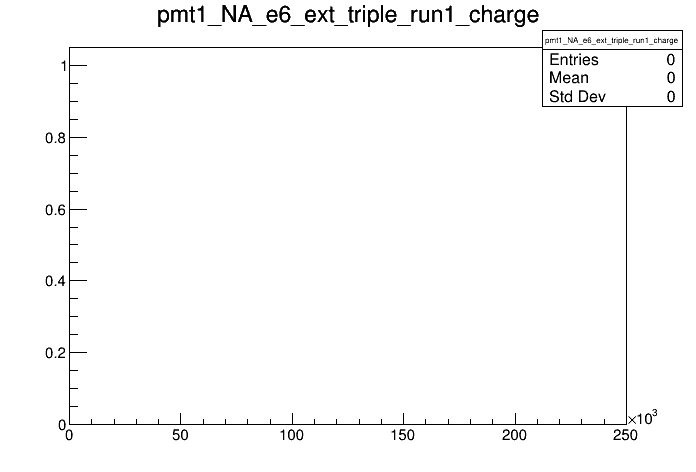 pmt1_NA_e6_ext_triple_run1_charge
pmt1_NA_e6_ext_triple_run1_charge
Entries 0
Mean 0
Std Dev 0
1
0.8
0.6
0.4
0.2
0
0 50 100 150 200 250
×10³